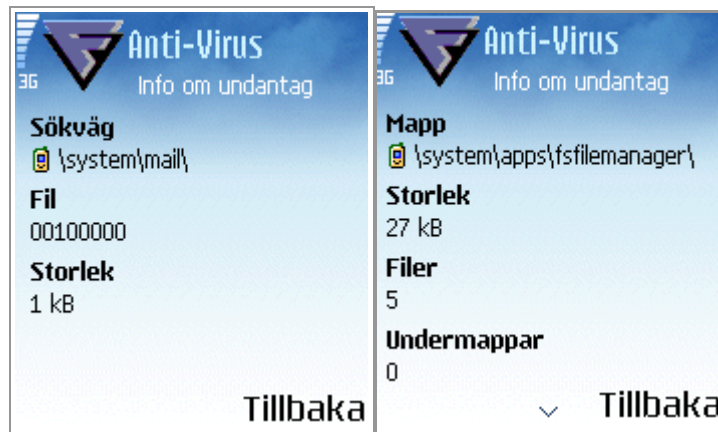 3G
Anti-Virus
Info om undantag
Sökväg
\system\mail\
Fil
00100000
Storlek
1 kB
Tillbaka
3G
Anti-Virus
Info om undantag
Mapp
\system\apps\fsfilemanager\
Storlek
27 kB
Filer
5
Undermappar
0
Tillbaka